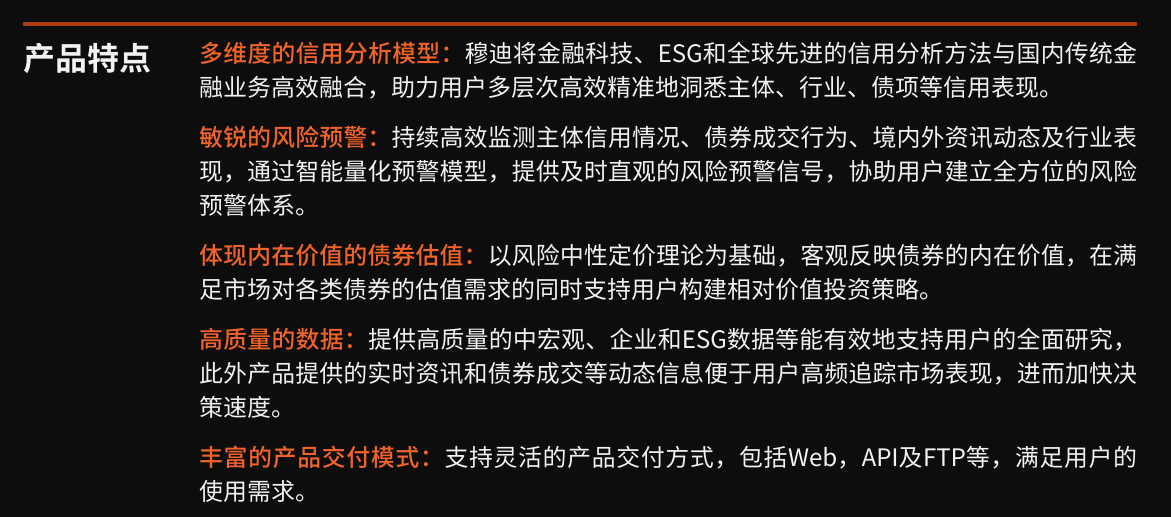 产品特点
多维度的信用分析模型：穆迪将金融科技、ESG和全球先进的信用分析方法与国内传统金
融业务高效融合，助力用户多层次高效精准地洞悉主体、行业、债项等信用表现。
敏锐的风险预警：持续高效监测主体信用情况、债券成交行为、境内外资讯动态及行业表
现，通过智能量化预警模型，提供及时直观的风险预警信号，协助用户建立全方位的风险
预警体系。
体现内在价值的债券估值：以风险中性定价理论为基础，客观反映债券的内在价值，在满
足市场对各类债券的估值需求的同时支持用户构建相对价值投资策略。
高质量的数据：提供高质量的中宏观、企业和ESG数据等能有效地支持用户的全面研究，
此外产品提供的实时资讯和债券成交等动态信息便于用户高频追踪市场表现，进而加快决
策速度。
丰富的产品交付模式：支持灵活的产品交付方式，包括Web，API及FTP等，满足用户的
使用需求。